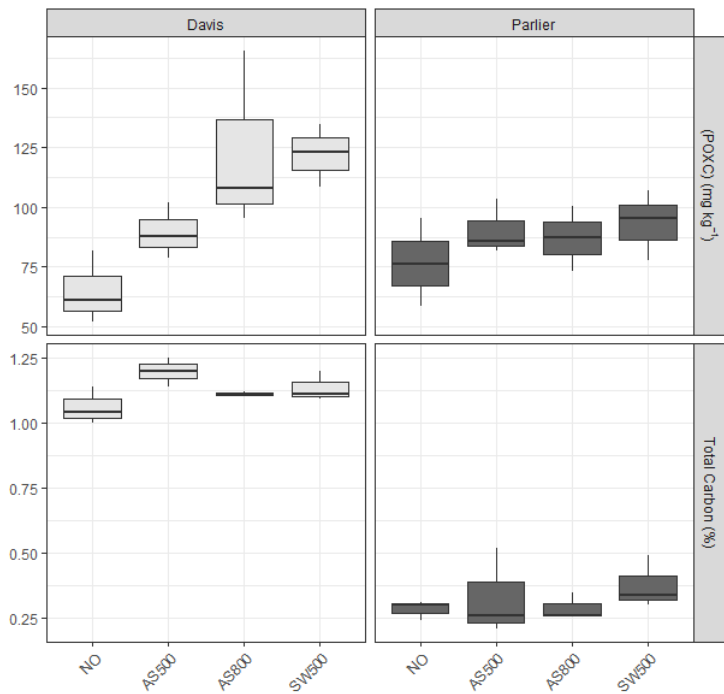 Davis
Parlier
150
125
100
75
50
(POXC) (mg kg⁻¹)
1.25
1.00
0.75
0.50
0.25
Total Carbon (%)
NO
AS500
AS800
SW500
NO
AS500
AS800
SW500